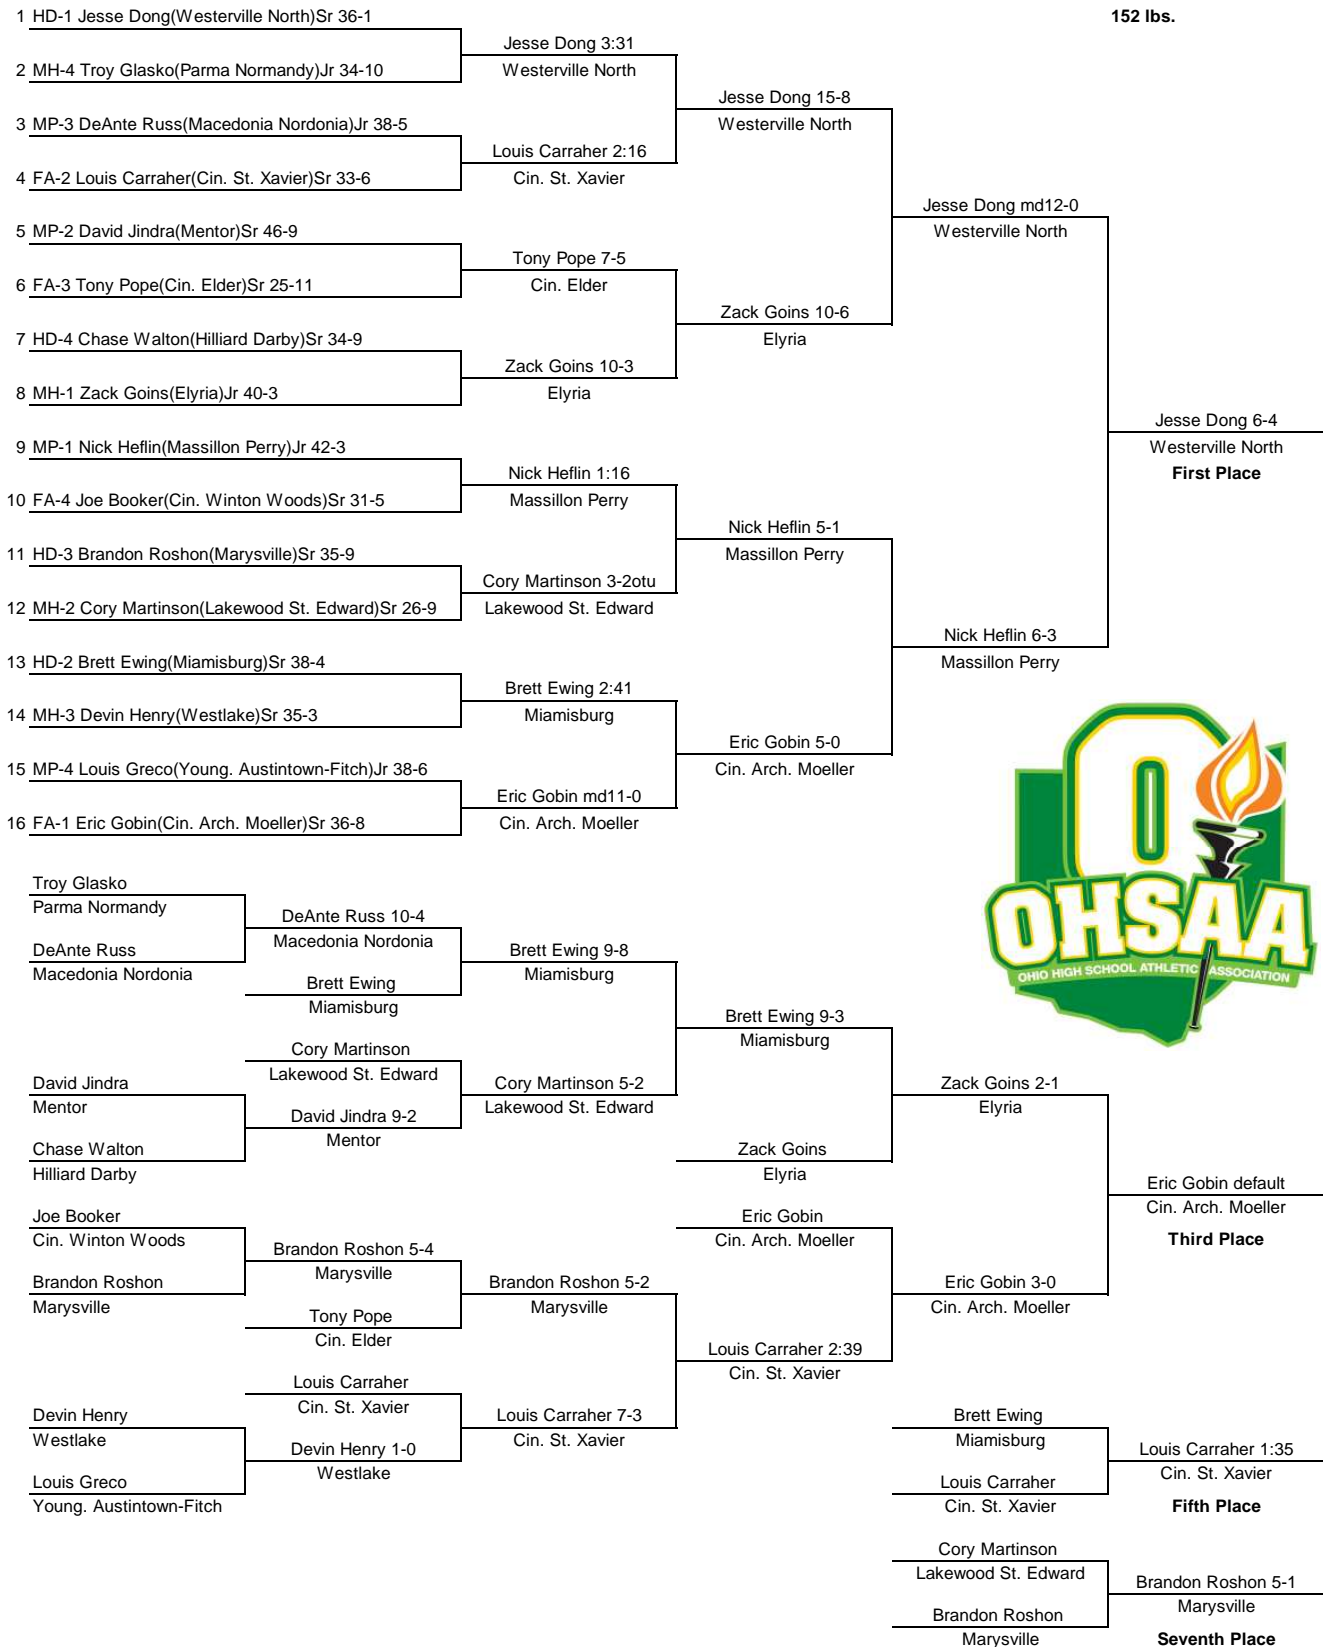 1 HD-1 Jesse Dong(Westerville North)Sr 36-1
152 lbs.
Jesse Dong 3:31
2 MH-4 Troy Glasko(Parma Normandy)Jr 34-10
Westerville North
Jesse Dong 15-8
3 MP-3 DeAnte Russ(Macedonia Nordonia)Jr 38-5
Westerville North
Louis Carraher 2:16
4 FA-2 Louis Carraher(Cin. St. Xavier)Sr 33-6
Cin. St. Xavier
Jesse Dong md12-0
5 MP-2 David Jindra(Mentor)Sr 46-9
Westerville North
Tony Pope 7-5
6 FA-3 Tony Pope(Cin. Elder)Sr 25-11
Cin. Elder
Zack Goins 10-6
7 HD-4 Chase Walton(Hilliard Darby)Sr 34-9
Elyria
Zack Goins 10-3
8 MH-1 Zack Goins(Elyria)Jr 40-3
Elyria
Jesse Dong 6-4
9 MP-1 Nick Heflin(Massillon Perry)Jr 42-3
Westerville North
Nick Heflin 1:16
First Place
10 FA-4 Joe Booker(Cin. Winton Woods)Sr 31-5
Massillon Perry
Nick Heflin 5-1
11 HD-3 Brandon Roshon(Marysville)Sr 35-9
Massillon Perry
Cory Martinson 3-2otu
12 MH-2 Cory Martinson(Lakewood St. Edward)Sr 26-9
Lakewood St. Edward
Nick Heflin 6-3
13 HD-2 Brett Ewing(Miamisburg)Sr 38-4
Massillon Perry
Brett Ewing 2:41
14 MH-3 Devin Henry(Westlake)Sr 35-3
Miamisburg
Eric Gobin 5-0
15 MP-4 Louis Greco(Young. Austintown-Fitch)Jr 38-6
Cin. Arch. Moeller
Eric Gobin md11-0
16 FA-1 Eric Gobin(Cin. Arch. Moeller)Sr 36-8
Cin. Arch. Moeller
O
OHSAA
OHIO HIGH SCHOOL ATHLETIC ASSOCIATION
Troy Glasko
Parma Normandy
DeAnte Russ 10-4
Macedonia Nordonia
DeAnte Russ
Macedonia Nordonia
Brett Ewing 9-8
Miamisburg
Brett Ewing
Miamisburg
Brett Ewing 9-3
Miamisburg
Cory Martinson
Lakewood St. Edward
David Jindra
Mentor
Cory Martinson 5-2
Lakewood St. Edward
Zack Goins 2-1
Elyria
David Jindra 9-2
Mentor
Chase Walton
Hilliard Darby
Zack Goins
Elyria
Eric Gobin default
Cin. Arch. Moeller
Third Place
Joe Booker
Cin. Winton Woods
Eric Gobin
Cin. Arch. Moeller
Brandon Roshon 5-4
Marysville
Brandon Roshon
Marysville
Brandon Roshon 5-2
Marysville
Eric Gobin 3-0
Cin. Arch. Moeller
Tony Pope
Cin. Elder
Louis Carraher 2:39
Cin. St. Xavier
Louis Carraher
Cin. St. Xavier
Devin Henry
Westlake
Louis Carraher 7-3
Cin. St. Xavier
Brett Ewing
Miamisburg
Devin Henry 1-0
Westlake
Louis Carraher 1:35
Cin. St. Xavier
Louis Greco
Young. Austintown-Fitch
Louis Carraher
Cin. St. Xavier
Fifth Place
Cory Martinson
Lakewood St. Edward
Brandon Roshon 5-1
Marysville
Brandon Roshon
Marysville
Seventh Place